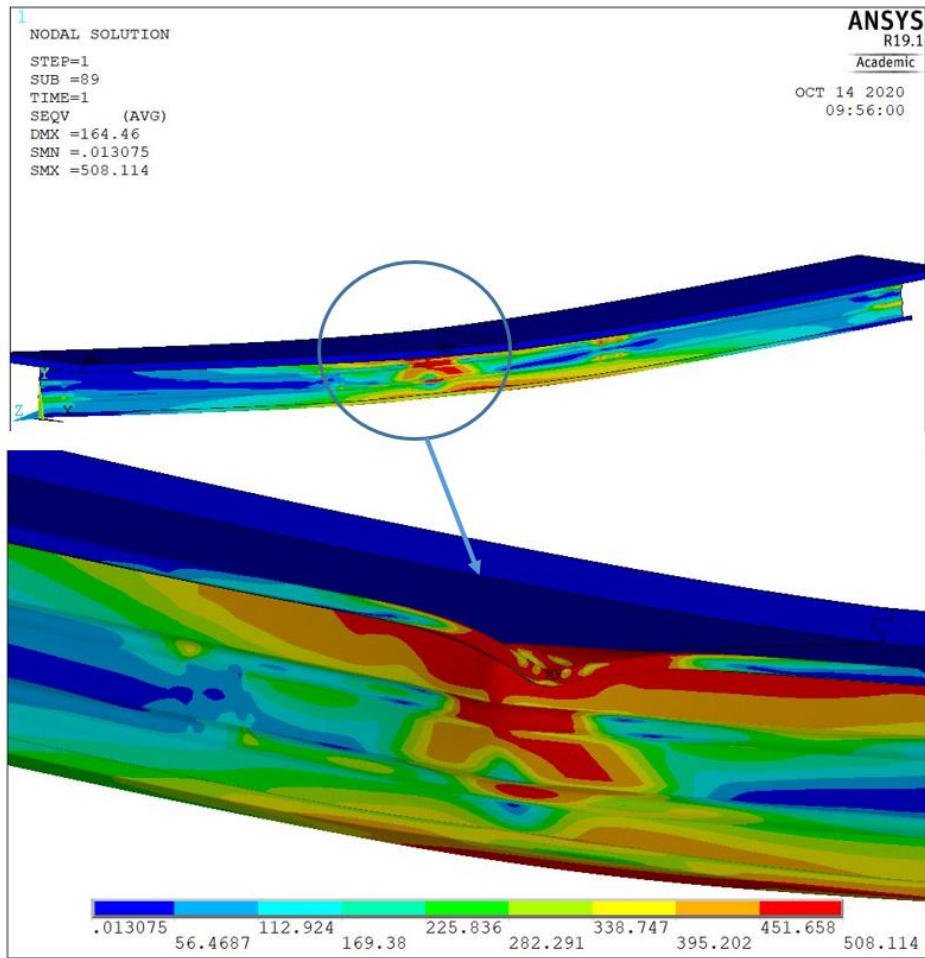 1
NODAL SOLUTION
STEP=1
SUB =89
TIME=1
SEQV (AVG)
DMX =164.46
SMN =.013075
SMX =508.114
ANSYS
R19.1
Academic
OCT 14 2020
09:56:00
Y
Z X
MX
.013075 112.924 225.836 338.747 451.658
56.4687 169.38 282.291 395.202 508.114